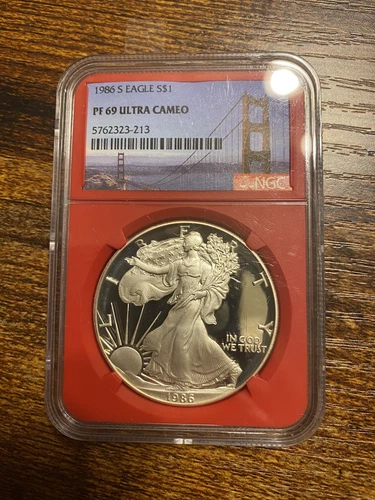 1986 S EAGLE S$1
PF 69 ULTRA CAMEO
5762323-213
NGC
LIBERTY
IN GOD
WE TRUST
1986